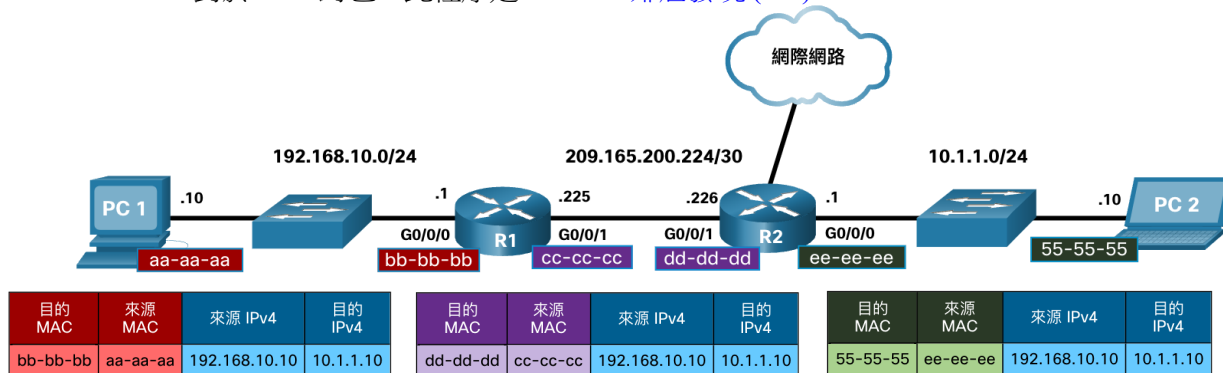 網際網路
192.168.10.0/24
209.165.200.224/30
10.1.1.0/24
PC 1
.10
.1
.225
.226
.1
.10
PC 2
G0/0/0
R1
G0/0/1
G0/0/1
R2
G0/0/0
aa-aa-aa
bb-bb-bb
cc-cc-cc
dd-dd-dd
ee-ee-ee
55-55-55
目的 MAC 來源 MAC 來源 IPv4 目的 IPv4
bb-bb-bb aa-aa-aa 192.168.10.10 10.1.1.10
目的 MAC 來源 MAC 來源 IPv4 目的 IPv4
dd-dd-dd cc-cc-cc 192.168.10.10 10.1.1.10
目的 MAC 來源 MAC 來源 IPv4 目的 IPv4
55-55-55 ee-ee-ee 192.168.10.10 10.1.1.10